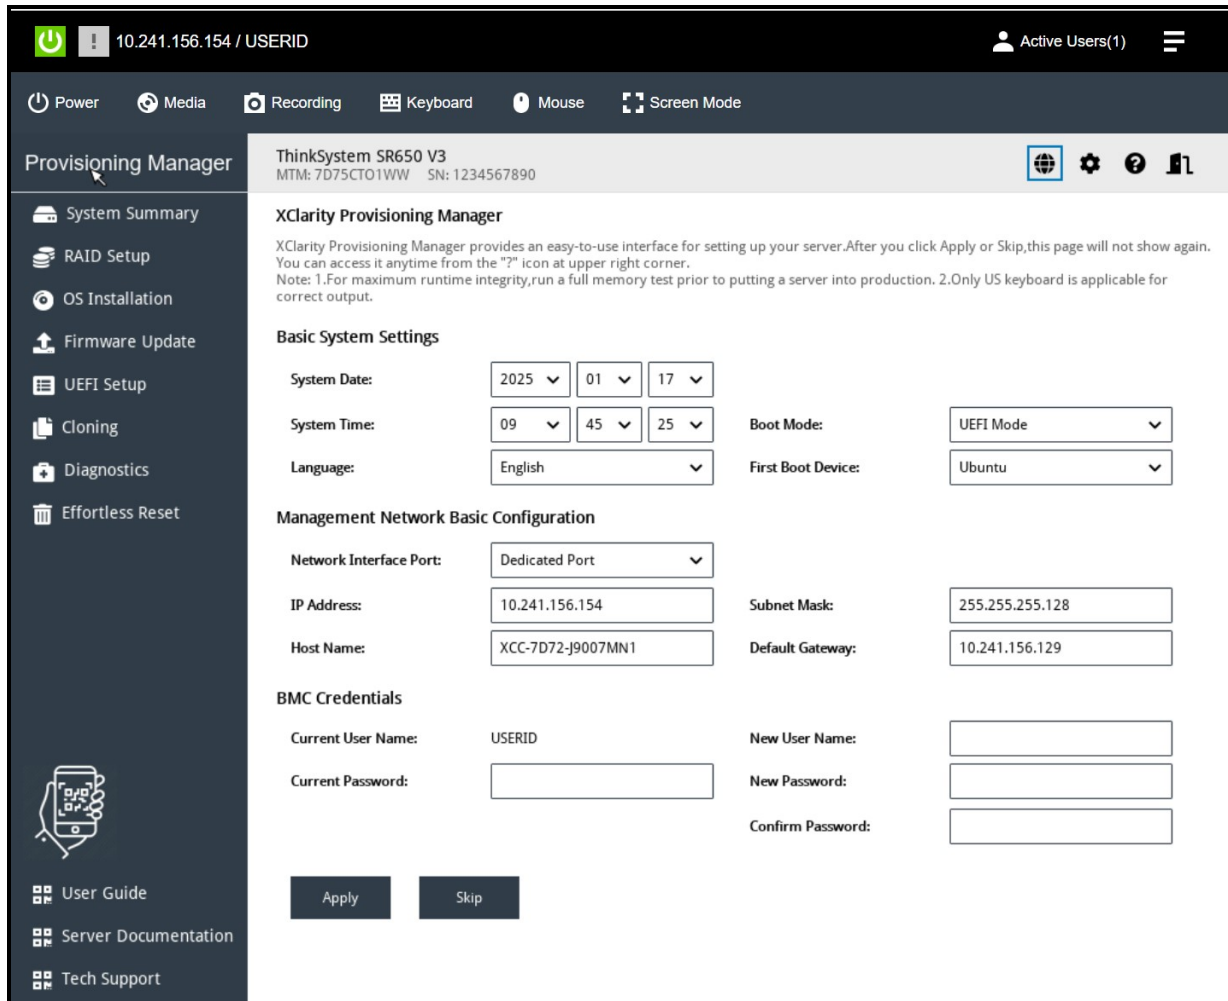 10.241.156.154 / USERID
Active Users(1)
Power
Media
Recording
Keyboard
Mouse
Screen Mode
Provisioning Manager
System Summary
RAID Setup
OS Installation
Firmware Update
UEFI Setup
Cloning
Diagnostics
Effortless Reset
User Guide
Server Documentation
Tech Support
ThinkSystem SR650 V3
MTM: 7D75CTO1WW SN: 1234567890
XClarity Provisioning Manager
XClarity Provisioning Manager provides an easy-to-use interface for setting up your server.After you click Apply or Skip,this page will not show again.
You can access it anytime from the "?" icon at upper right corner.
Note: 1.For maximum runtime integrity,run a full memory test prior to putting a server into production. 2.Only US keyboard is applicable for
correct output.
Basic System Settings
System Date: 2025 01 17
System Time: 09 45 25 Boot Mode: UEFI Mode
Language: English First Boot Device: Ubuntu
Management Network Basic Configuration
Network Interface Port: Dedicated Port
IP Address: 10.241.156.154 Subnet Mask: 255.255.255.128
Host Name: XCC-7D72-J9007MN1 Default Gateway: 10.241.156.129
BMC Credentials
Current User Name: USERID New User Name:
Current Password: New Password:
Confirm Password:
Apply Skip